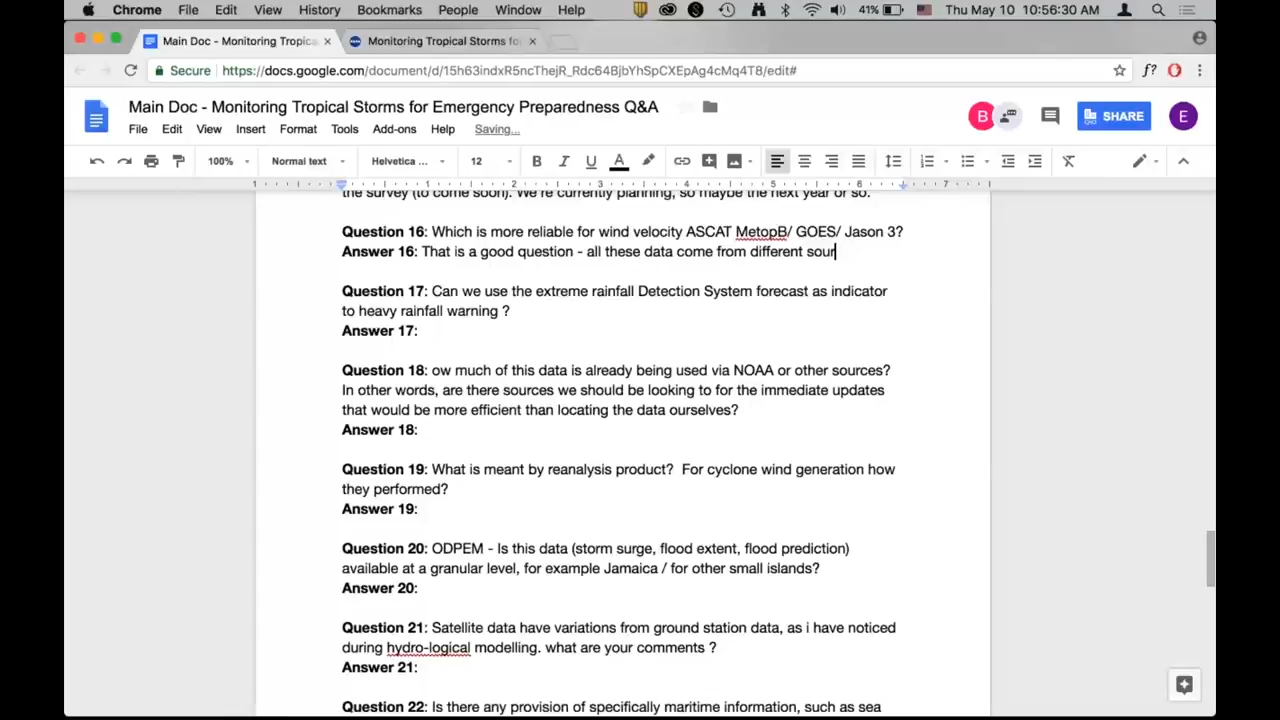 Chrome File Edit View History Bookmarks People Window Help 41% Thu May 10 10:56:30 AM
Main Doc - Monitoring Tropica Monitoring Tropical Storms fo
Secure https://docs.google.com/document/d/15h63indxR5ncThejR_Rdc64BjbYhSpCXEpAg4cMq4T8/edit#
Main Doc - Monitoring Tropical Storms for Emergency Preparedness Q&A
B SHARE E
File Edit View Insert Format Tools Add-ons Help Saving...
100% Normal text Helvetica ... 12 B I U A
1 1 2 3 4 5 6 7
the survey (to come soon). We're currently planning, so maybe the next year or so.
Question 16: Which is more reliable for wind velocity ASCAT MetopB/ GOES/ Jason 3?
Answer 16: That is a good question - all these data come from different sour
Question 17: Can we use the extreme rainfall Detection System forecast as indicator
to heavy rainfall warning ?
Answer 17:
Question 18: ow much of this data is already being used via NOAA or other sources?
In other words, are there sources we should be looking to for the immediate updates
that would be more efficient than locating the data ourselves?
Answer 18:
Question 19: What is meant by reanalysis product?  For cyclone wind generation how
they performed?
Answer 19:
Question 20: ODPEM - Is this data (storm surge, flood extent, flood prediction)
available at a granular level, for example Jamaica / for other small islands?
Answer 20:
Question 21: Satellite data have variations from ground station data, as i have noticed
during hydro-logical modelling. what are your comments ?
Answer 21:
Question 22: Is there any provision of specifically maritime information, such as sea